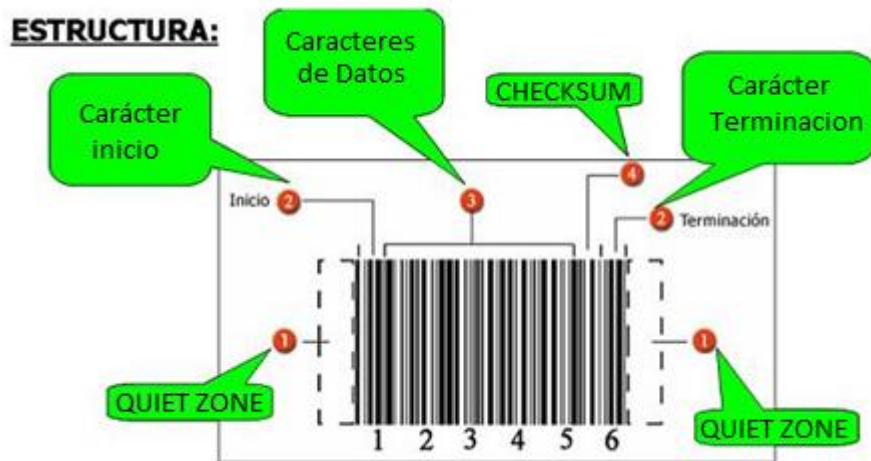 ESTRUCTURA:
Caracteres
de Datos
CHECKSUM
Carácter
Terminacion
Carácter
inicio
4
Inicio 2
3
2 Terminación
1
1
QUIET ZONE
QUIET ZONE
1 2 3 4 5 6